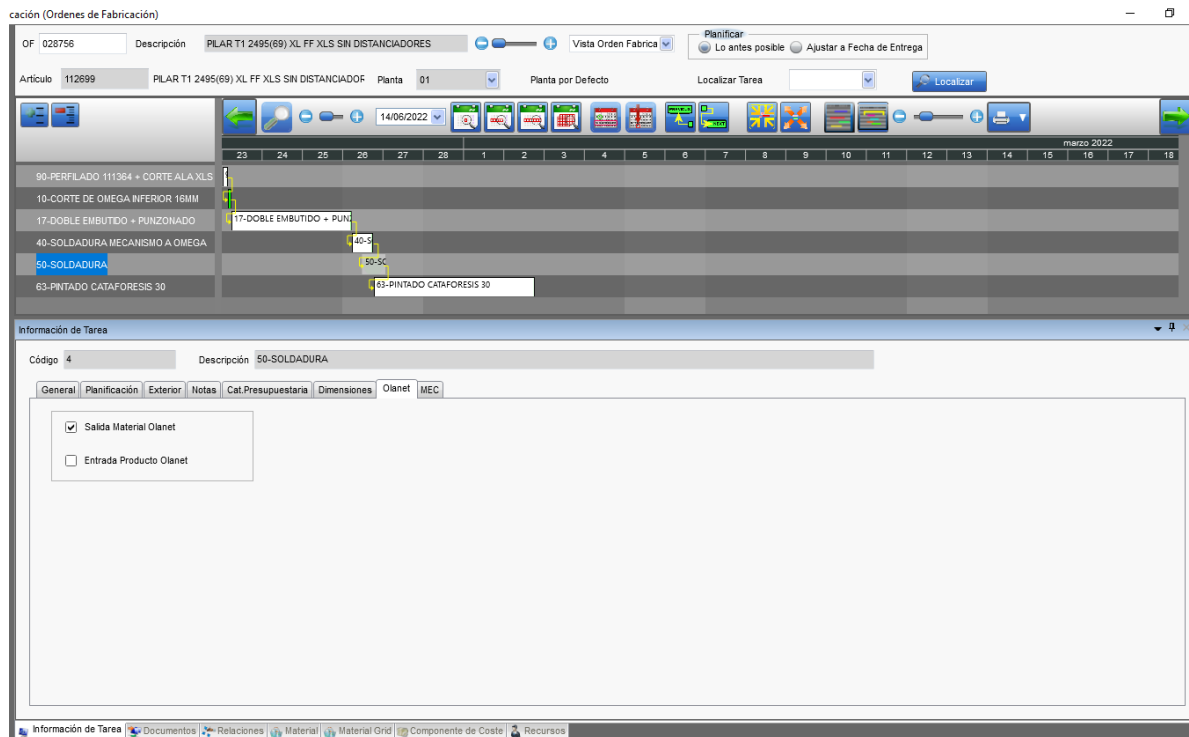 cación (Ordenes de Fabricación)
OF 028756 Descripción PILAR T1 2495(69) XL FF XLS SIN DISTANCIADORES Vista Orden Fabrica Planificar Lo antes posible Ajustar a Fecha de Entrega
Artículo 112699 PILAR T1 2495(69) XL FF XLS SIN DISTANCIADOF Planta 01 Planta por Defecto Localizar Tarea Localizar
14/06/2022
marzo 2022
23 24 25 26 27 28 1 2 3 4 5 6 7 8 9 10 11 12 13 14 15 16 17 18
90-PERFILADO 111364 + CORTE ALA XLS
10-CORTE DE OMEGA INFERIOR 16MM
17-DOBLE EMBUTIDO + PUNZONADO 17-DOBLE EMBUTIDO + PUN
40-SOLDADURA MECANISMO A OMEGA 40-S
50-SOLDADURA 50-SC
63-PINTADO CATAFORESIS 30 63-PINTADO CATAFORESIS 30
Información de Tarea
Código 4 Descripción 50-SOLDADURA
General Planificación Exterior Notas Cat.Presupuestaria Dimensiones Olanet MEC
Salida Material Olanet
Entrada Producto Olanet
Información de Tarea Documentos Relaciones Material Material Grid Componente de Coste Recursos